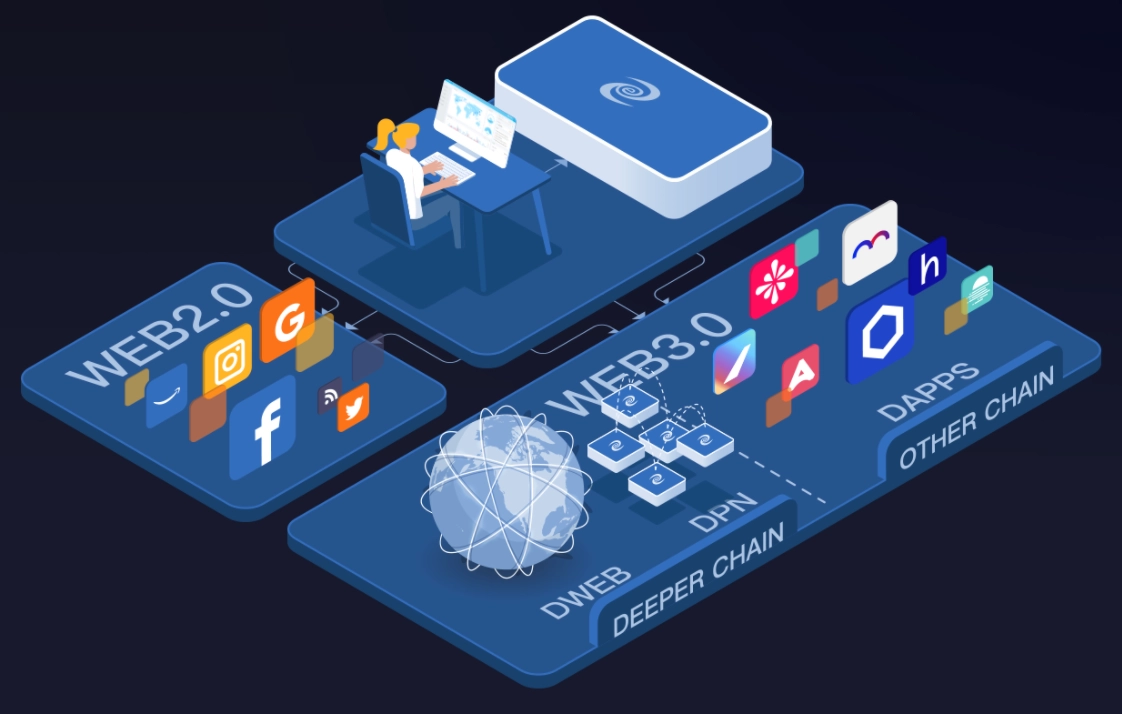 WEB2.0
WEB3.0
DAPPS
OTHER CHAIN
DPN
DWEB
DEEPER CHAIN